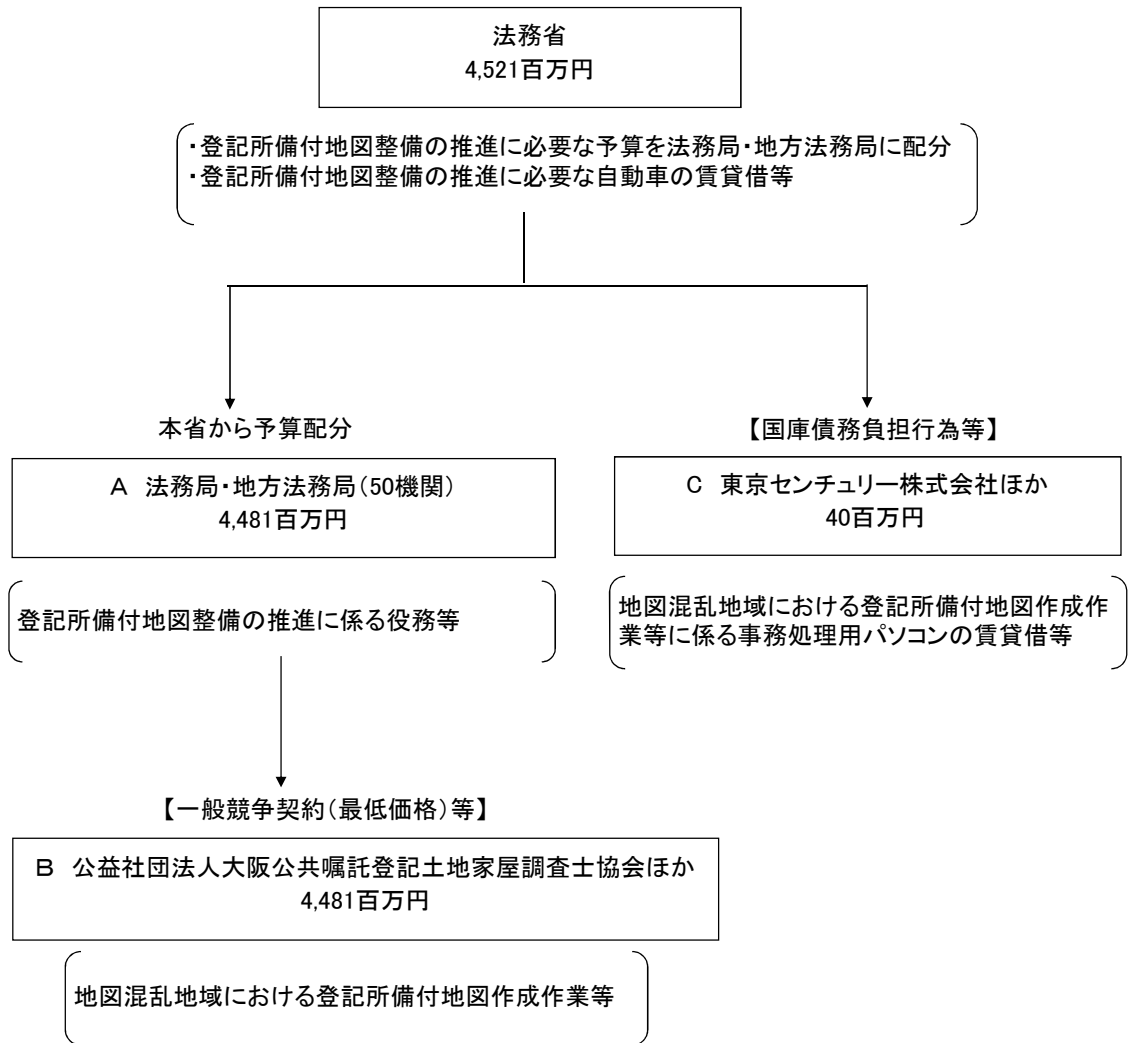 法務省
4,521百万円
・登記所備付地図整備の推進に必要な予算を法務局・地方法務局に配分
・登記所備付地図整備の推進に必要な自動車の賃貸借等
本省から予算配分
A 法務局・地方法務局（50機関）
4,481百万円
登記所備付地図整備の推進に係る役務等
【国庫債務負担行為等】
C 東京センチュリー株式会社ほか
40百万円
地図混乱地域における登記所備付地図作成作
業等に係る事務処理用パソコンの賃貸借等
【一般競争契約（最低価格）等】
B 公益社団法人大阪公共嘱託登記土地家屋調査士協会ほか
4,481百万円
地図混乱地域における登記所備付地図作成作業等